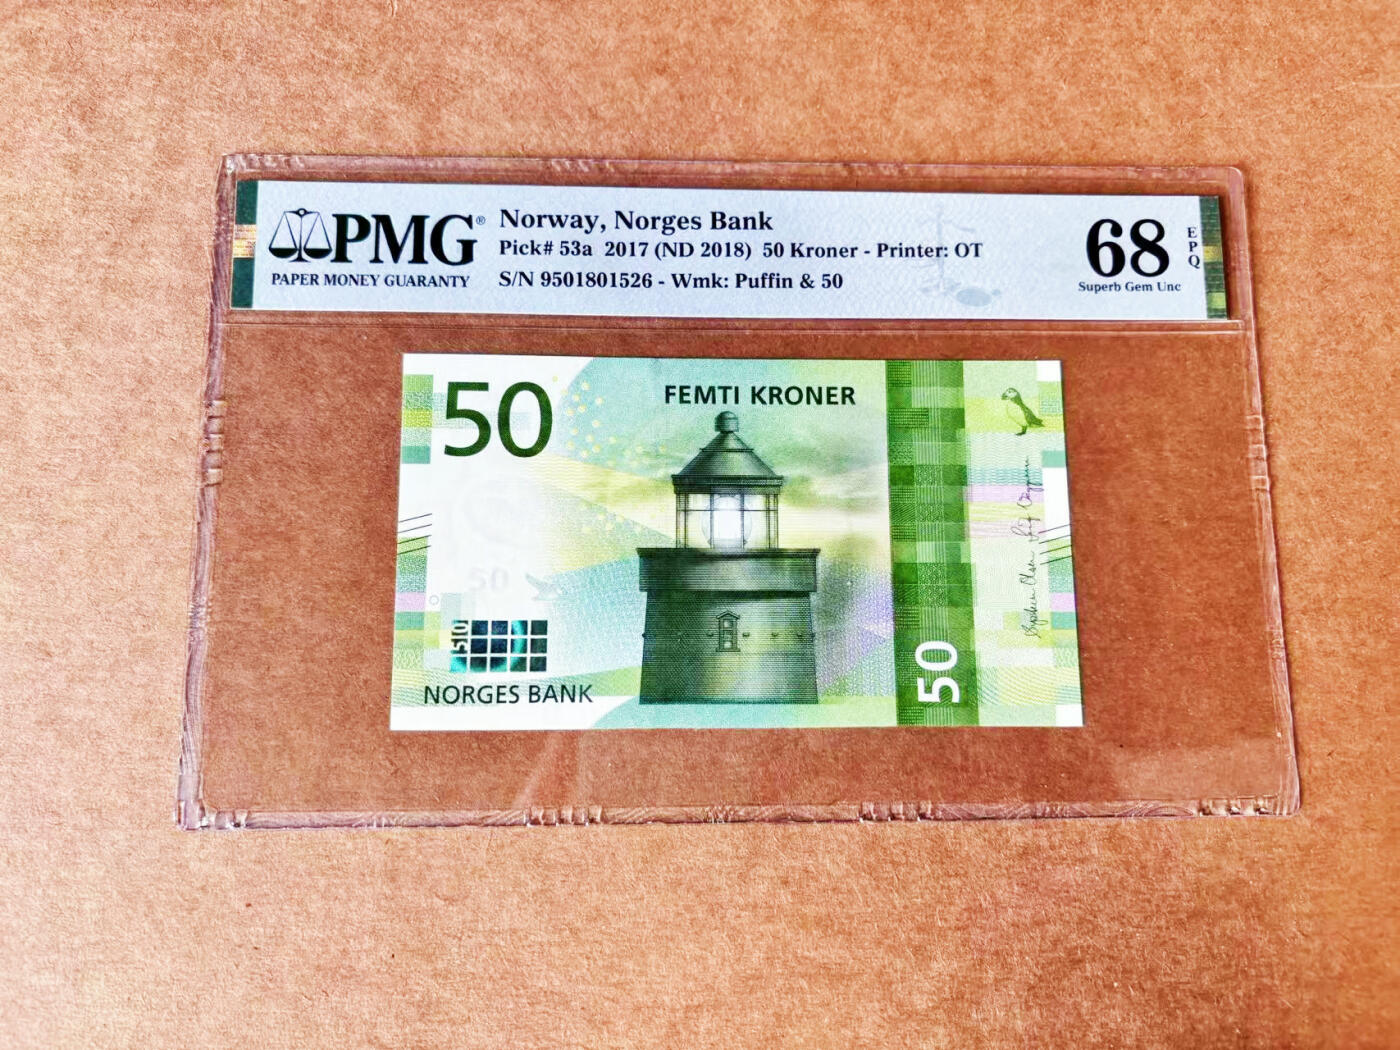 PMG®
PAPER MONEY GUARANTY
Norway, Norges Bank
Pick# 53a 2017 (ND 2018) 50 Kroner - Printer: OT
S/N 9501801526 - Wmk: Puffin & 50
68
EPQ
Superb Gem Unc
50
FEMTI KRONER
50
50
NORGES BANK
50